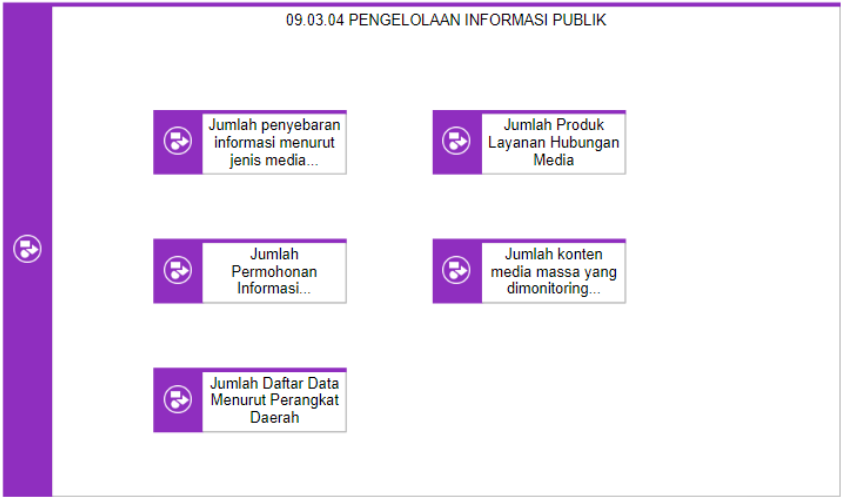 09.03.04 PENGELOLAAN INFORMASI PUBLIK
Jumlah penyebaran
informasi menurut
jenis media...
Jumlah Produk
Layanan Hubungan
Media
Jumlah
Permohonan
Informasi...
Jumlah konten
media massa yang
dimonitoring...
Jumlah Daftar Data
Menurut Perangkat
Daerah